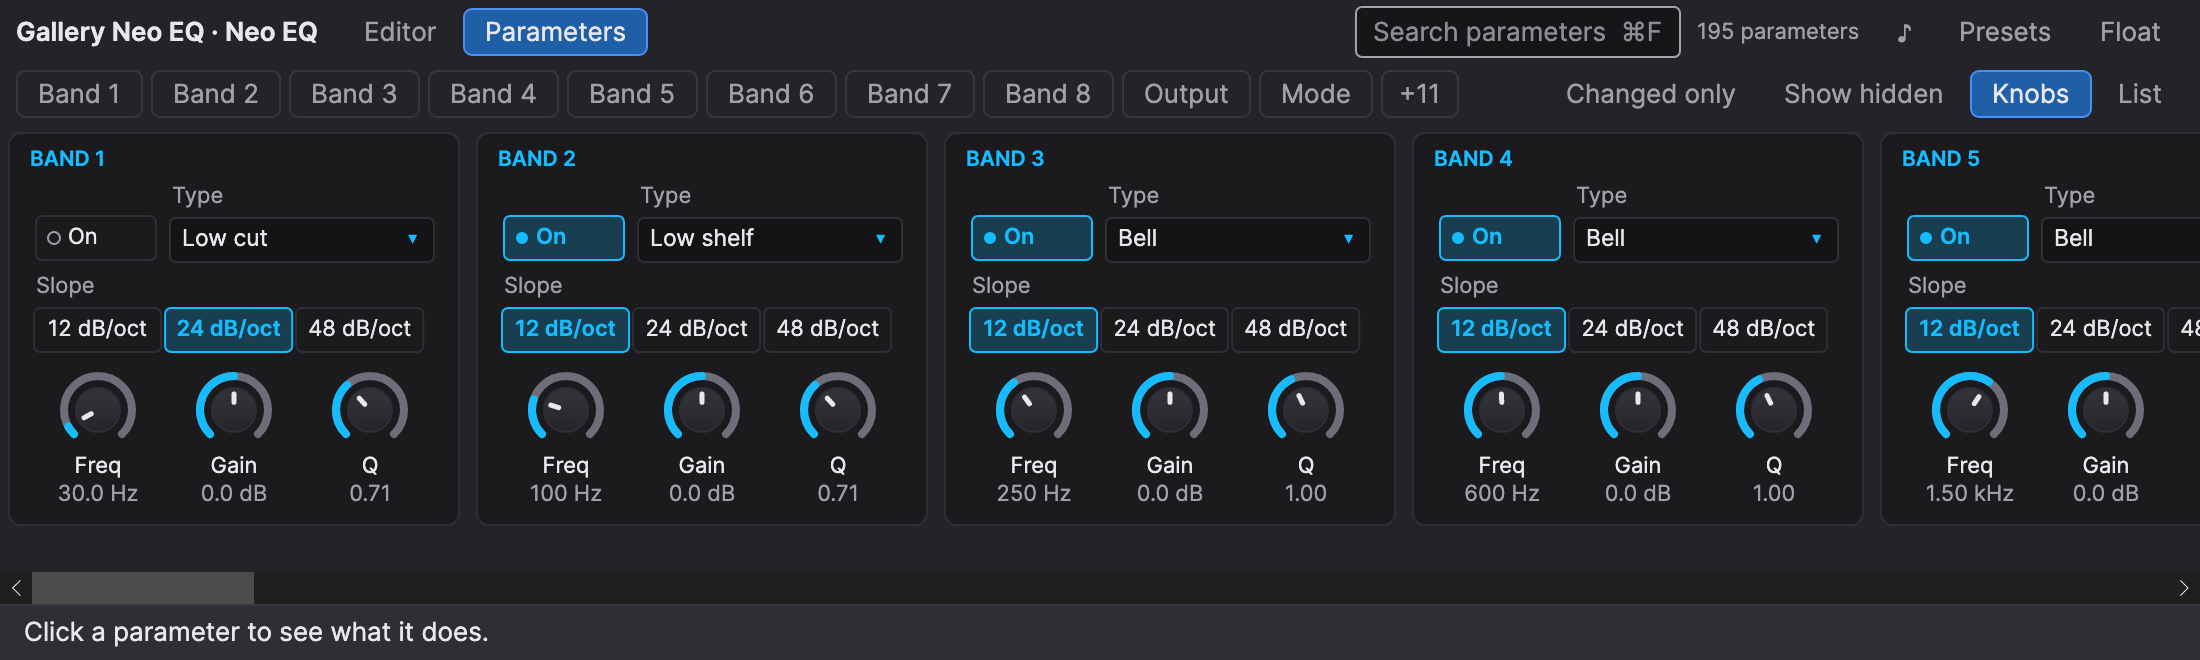 Gallery Neo EQ · Neo EQ Editor Parameters Search parameters ⌘F 195 parameters Presets Float
Band 1 Band 2 Band 3 Band 4 Band 5 Band 6 Band 7 Band 8 Output Mode +11 Changed only Show hidden Knobs List
BAND 1
Type
On Low cut
Slope
12 dB/oct 24 dB/oct 48 dB/oct
Freq Gain Q
30.0 Hz 0.0 dB 0.71
BAND 2
Type
On Low shelf
Slope
12 dB/oct 24 dB/oct 48 dB/oct
Freq Gain Q
100 Hz 0.0 dB 0.71
BAND 3
Type
On Bell
Slope
12 dB/oct 24 dB/oct 48 dB/oct
Freq Gain Q
250 Hz 0.0 dB 1.00
BAND 4
Type
On Bell
Slope
12 dB/oct 24 dB/oct 48 dB/oct
Freq Gain Q
600 Hz 0.0 dB 1.00
BAND 5
Type
On Bell
Slope
12 dB/oct 24 dB/oct
Freq Gain
1.50 kHz 0.0 dB
Click a parameter to see what it does.